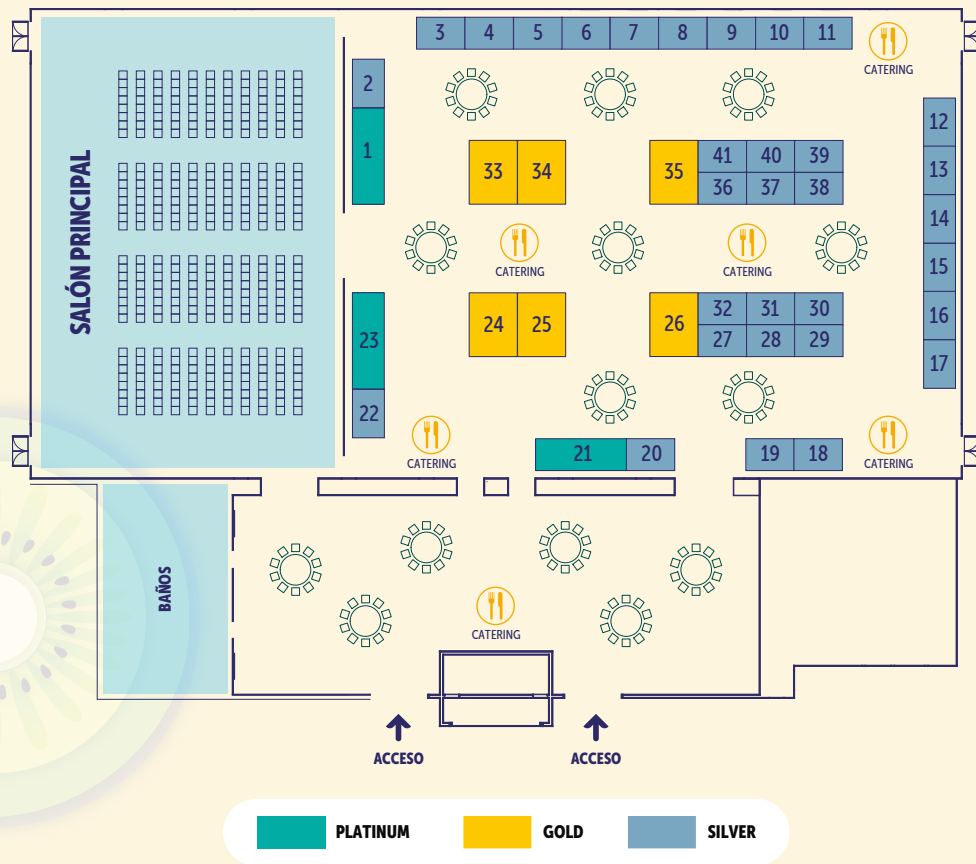 3 4 5 6 7 8 9 10 11
CATERING
2
1
12
13
14
15
16
17
SALÓN PRINCIPAL
33 34
35 41 40 39
36 37 38
CATERING
CATERING
24 25
26 32 31 30
27 28 29
23
22
CATERING
21 20
19 18
CATERING
BAÑOS
CATERING
ACCESO
ACCESO
PLATINUM
GOLD
SILVER